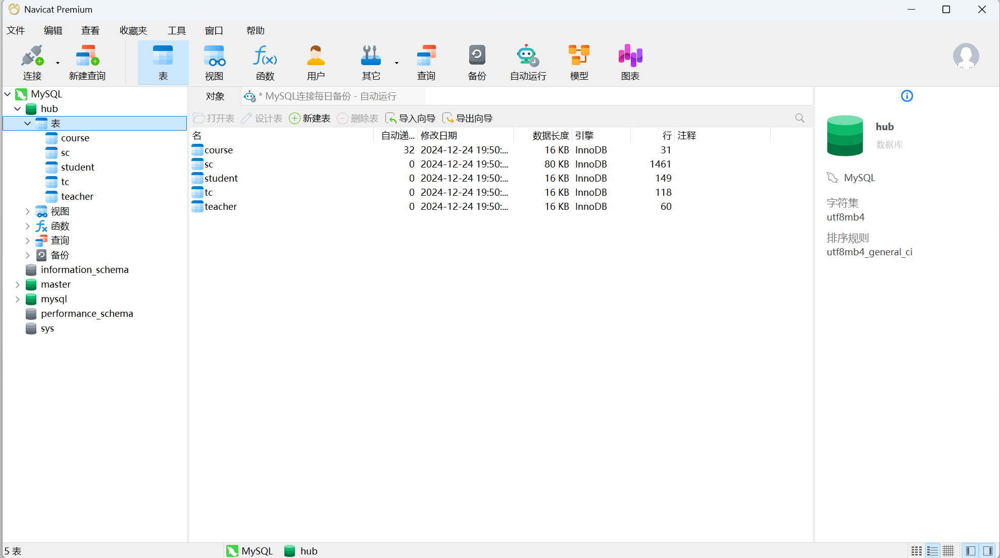 Navicat Premium
文件 编辑 查看 收藏夹 工具 窗口 帮助
连接 新建查询 表 视图 函数 用户 其它 查询 备份 自动运行 模型 图表
MySQL
hub
表
course
sc
student
tc
teacher
视图
函数
查询
备份
information_schema
master
mysql
performance_schema
sys
对象 * MySQL连接每日备份 - 自动运行
打开表 设计表 新建表 删除表 导入向导 导出向导
名 自动递... 修改日期 数据长度 引擎 行 注释
course 32 2024-12-24 19:50:... 16 KB InnoDB 31
sc 0 2024-12-24 19:50:... 80 KB InnoDB 1461
student 0 2024-12-24 19:50:... 16 KB InnoDB 149
tc 0 2024-12-24 19:50:... 16 KB InnoDB 118
teacher 0 2024-12-24 19:50:... 16 KB InnoDB 60
hub
数据库
MySQL
字符集
utf8mb4
排序规则
utf8mb4_general_ci
5 表 MySQL hub